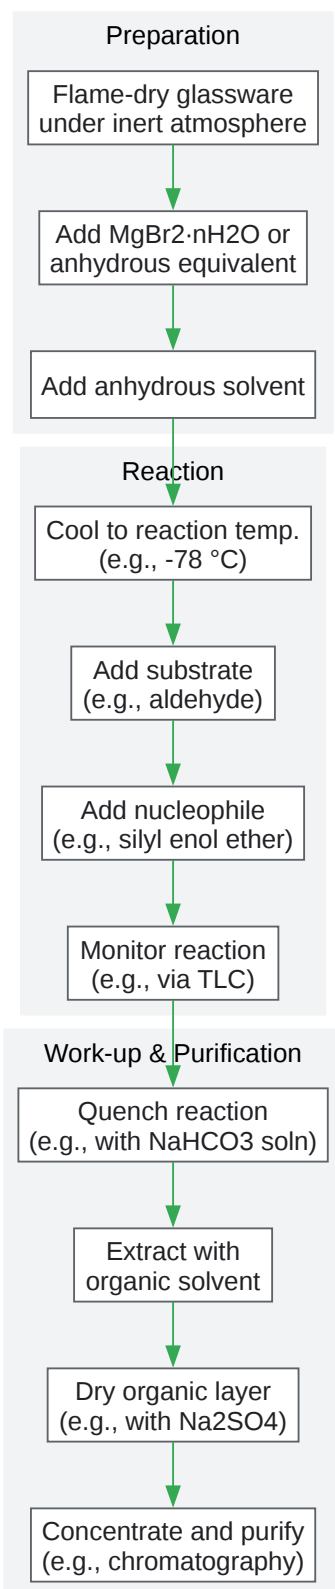 Preparation
Flame-dry glassware
under inert atmosphere
Add MgBr2·nH2O or
anhydrous equivalent
Add anhydrous solvent
Reaction
Cool to reaction temp.
(e.g., -78 °C)
Add substrate
(e.g., aldehyde)
Add nucleophile
(e.g., silyl enol ether)
Monitor reaction
(e.g., via TLC)
Work-up & Purification
Quench reaction
(e.g., with NaHCO3 soln)
Extract with
organic solvent
Dry organic layer
(e.g., with Na2SO4)
Concentrate and purify
(e.g., chromatography)